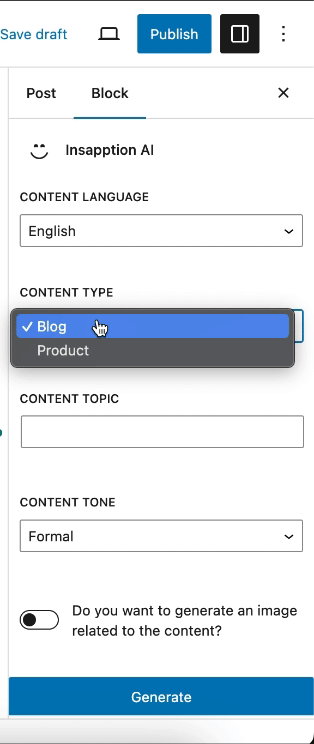 Save draft
Publish
Post
Block
Insapption AI
CONTENT LANGUAGE
English
CONTENT TYPE
Blog
Product
CONTENT TOPIC
CONTENT TONE
Formal
Do you want to generate an image
related to the content?
Generate